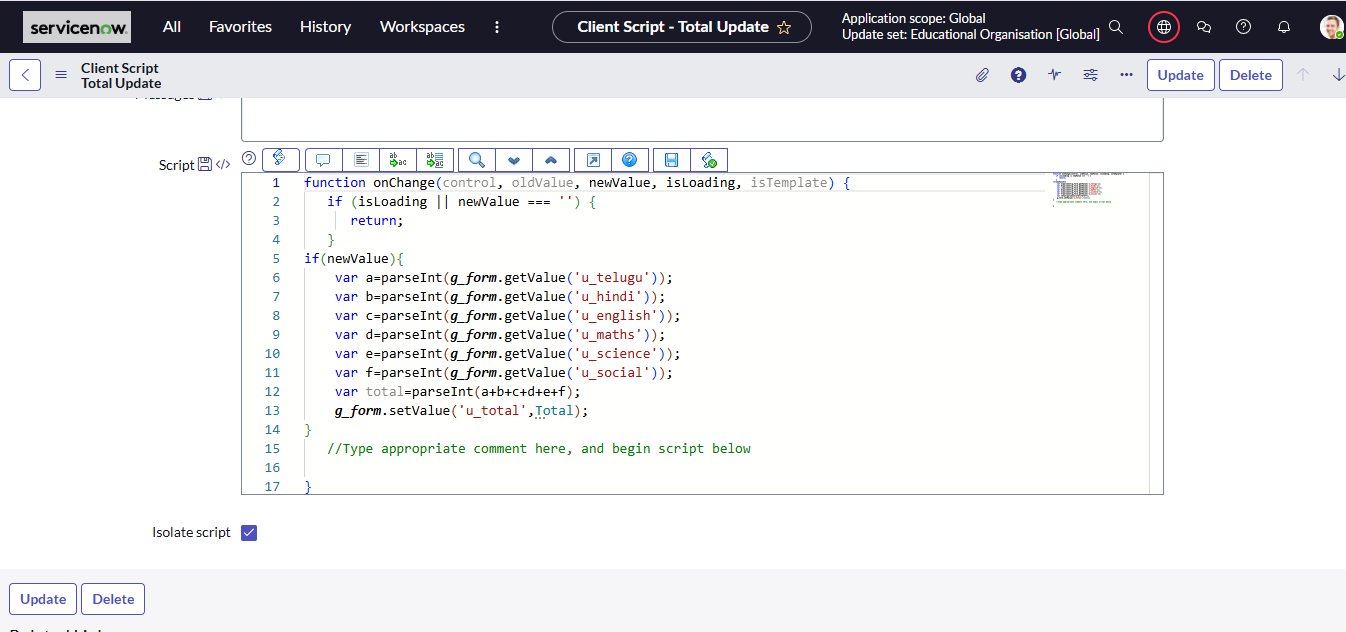 servicenow. All Favorites History Workspaces Client Script - Total Update Application scope: Global
Update set: Educational Organisation [Global]
Client Script
Total Update
Update Delete
Script
1 function onChange(control, oldValue, newValue, isLoading, isTemplate) {
2 if (isLoading || newValue === '') {
3 return;
4 }
5 if(newValue){
6 var a=parseInt(g_form.getValue('u_telugu'));
7 var b=parseInt(g_form.getValue('u_hindi'));
8 var c=parseInt(g_form.getValue('u_english'));
9 var d=parseInt(g_form.getValue('u_maths'));
10 var e=parseInt(g_form.getValue('u_science'));
11 var f=parseInt(g_form.getValue('u_social'));
12 var total=parseInt(a+b+c+d+e+f);
13 g_form.setValue('u_total',Total);
14 }
15 //Type appropriate comment here, and begin script below
16
17 }
Isolate script
Update Delete